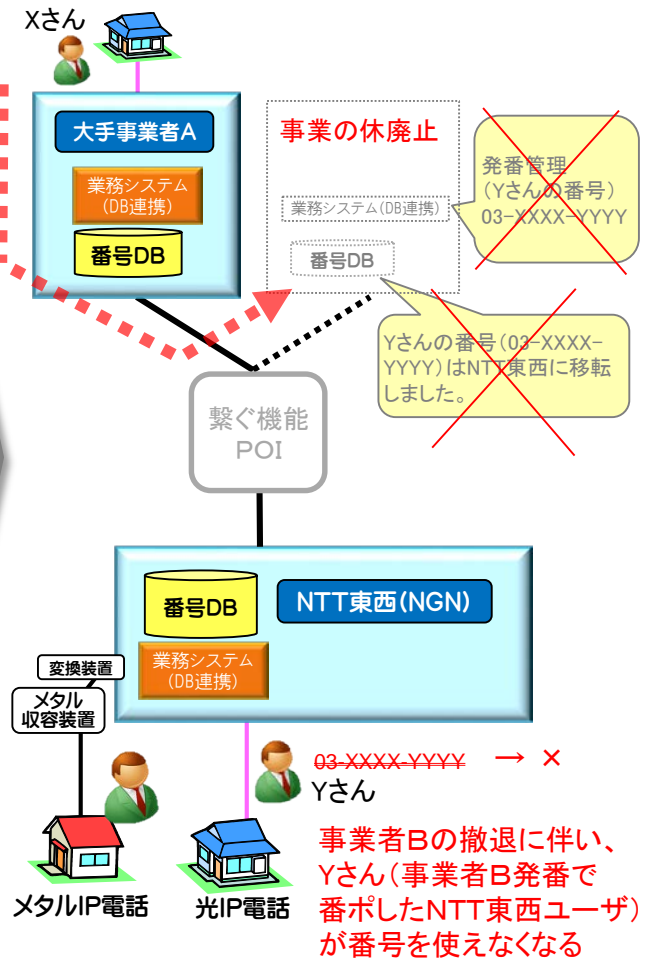 Xさん
大手事業者A
業務システム
(DB連携)
番号DB
事業の休廃止
業務システム(DB連携)
番号DB
発番管理
(Yさんの番号)
03-XXXX-YYYY
Yさんの番号(03-XXXX-
YYYY)はNTT東西に移転
しました。
繋ぐ機能
POI
番号DB
NTT東西(NGN)
業務システム
(DB連携)
変換装置
メタル
収容装置
03-XXXX-YYYY → ×
Yさん
メタルIP電話
光IP電話
事業者Bの撤退に伴い、
Yさん(事業者B発番で
番ポしたNTT東西ユーザ)
が番号を使えなくなる